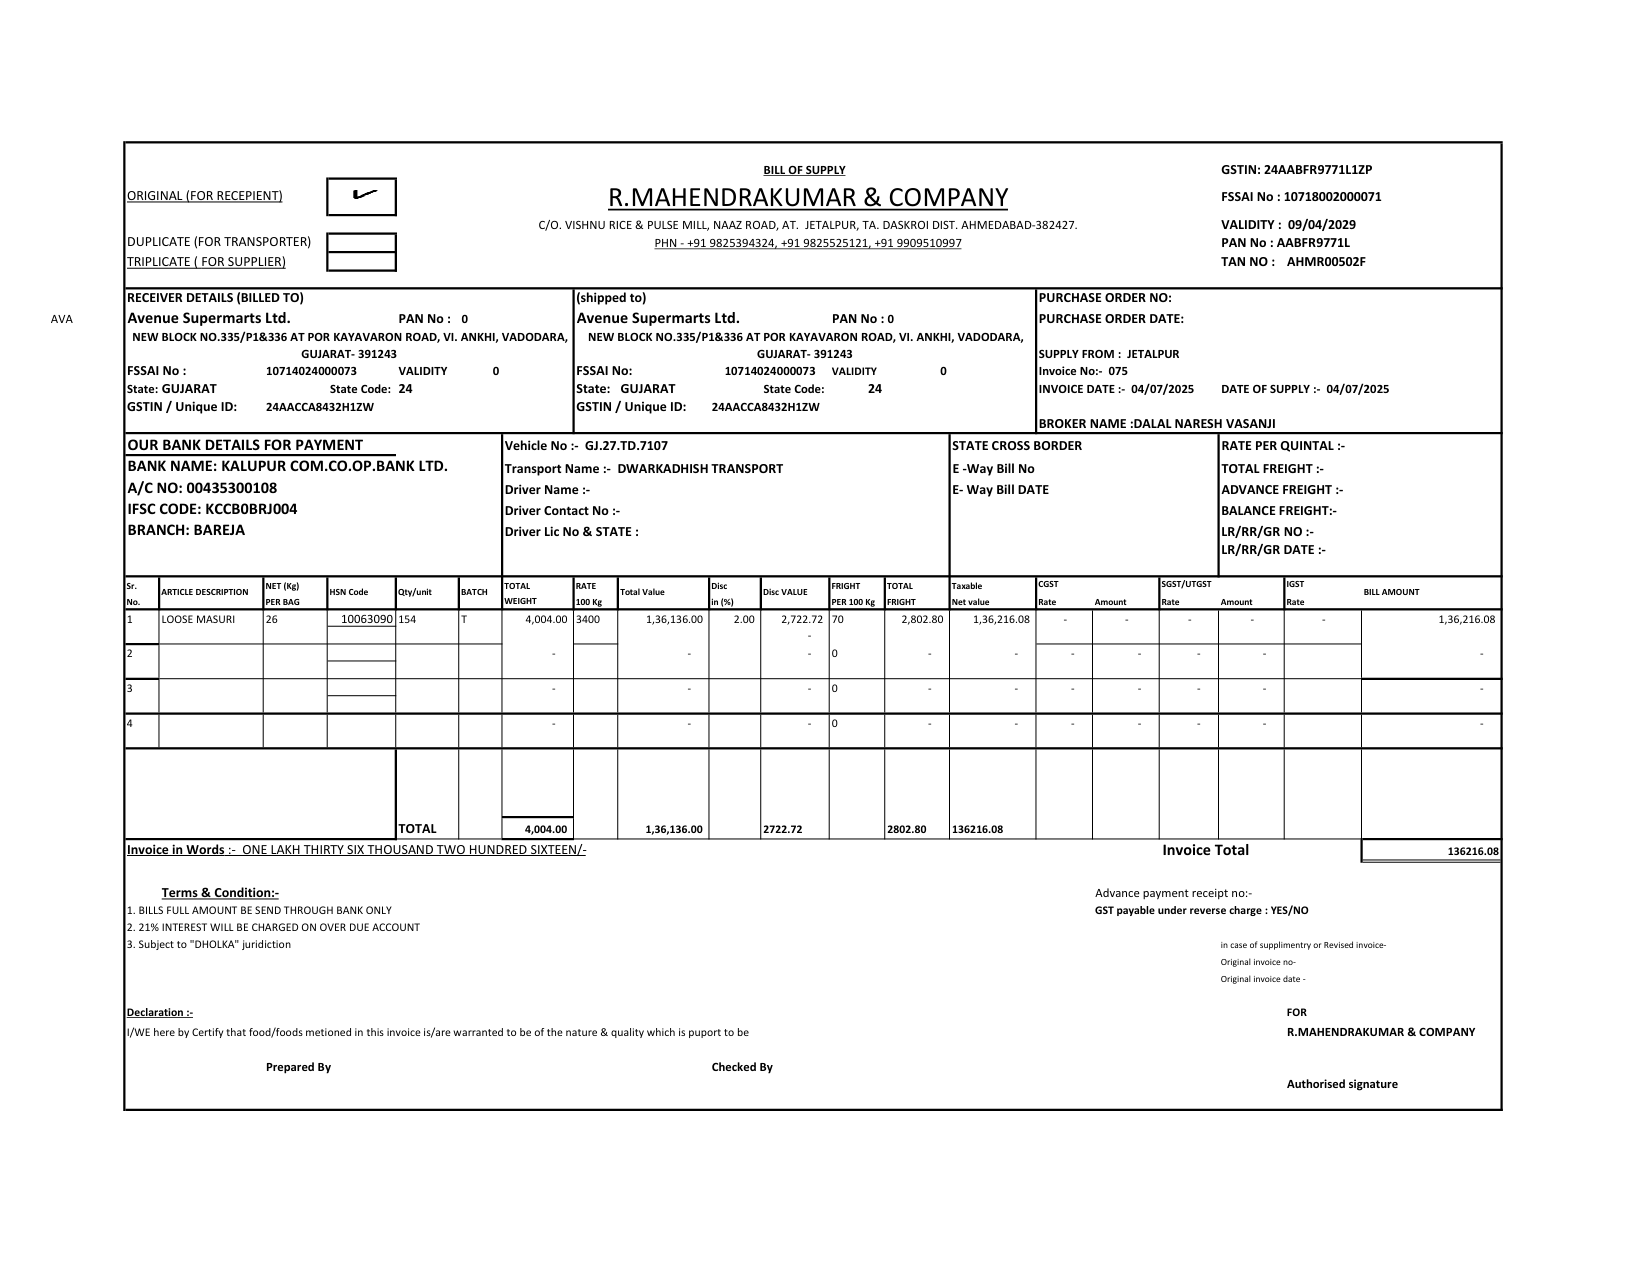 BILL OF SUPPLY
GSTIN: 24AABFR9771L1ZP
ORIGINAL (FOR RECEPIENT)
R.MAHENDRAKUMAR & COMPANY
FSSAI No : 10718002000071
C/O. VISHNU RICE & PULSE MILL, NAAZ ROAD, AT. JETALPUR, TA. DASKROI DIST. AHMEDABAD-382427.
VALIDITY : 09/04/2029
DUPLICATE (FOR TRANSPORTER)
PHN - +91 9825394324, +91 9825525121, +91 9909510997
PAN No : AABFR9771L
TRIPLICATE ( FOR SUPPLIER)
TAN NO : AHMR00502F
AVA
RECEIVER DETAILS (BILLED TO)
Avenue Supermarts Ltd. PAN No : 0
NEW BLOCK NO.335/P1&336 AT POR KAYAVARON ROAD, VI. ANKHI, VADODARA,
GUJARAT- 391243
FSSAI No : 10714024000073 VALIDITY 0
State: GUJARAT State Code: 24
GSTIN / Unique ID: 24AACCA8432H1ZW
(shipped to)
Avenue Supermarts Ltd. PAN No : 0
NEW BLOCK NO.335/P1&336 AT POR KAYAVARON ROAD, VI. ANKHI, VADODARA,
GUJARAT- 391243
FSSAI No: 10714024000073 VALIDITY 0
State: GUJARAT State Code: 24
GSTIN / Unique ID: 24AACCA8432H1ZW
PURCHASE ORDER NO:
PURCHASE ORDER DATE:
SUPPLY FROM : JETALPUR
Invoice No:- 075
INVOICE DATE :- 04/07/2025 DATE OF SUPPLY :- 04/07/2025
BROKER NAME :DALAL NARESH VASANJI
OUR BANK DETAILS FOR PAYMENT
BANK NAME: KALUPUR COM.CO.OP.BANK LTD.
A/C NO: 00435300108
IFSC CODE: KCCB0BRJ004
BRANCH: BAREJA
Vehicle No :- GJ.27.TD.7107
Transport Name :- DWARKADHISH TRANSPORT
Driver Name :-
Driver Contact No :-
Driver Lic No & STATE :
STATE CROSS BORDER
E -Way Bill No
E- Way Bill DATE
RATE PER QUINTAL :-
TOTAL FREIGHT :-
ADVANCE FREIGHT :-
BALANCE FREIGHT:-
LR/RR/GR NO :-
LR/RR/GR DATE :-
Sr. No. ARTICLE DESCRIPTION NET (Kg) PER BAG HSN Code Qty/unit BATCH TOTAL WEIGHT RATE 100 Kg Total Value Disc in (%) Disc VALUE FRIGHT PER 100 Kg TOTAL FRIGHT Taxable Net value CGST Rate Amount SGST/UTGST Rate Amount IGST Rate BILL AMOUNT
1 LOOSE MASURI 26 10063090 154 T 4,004.00 3400 1,36,136.00 2.00 2,722.72 70 2,802.80 1,36,216.08 - - - - - 1,36,216.08
-
2 - - - 0 - - - - - - -
3 - - - 0 - - - - - - -
4 - - - 0 - - - - - - -
TOTAL 4,004.00 1,36,136.00 2722.72 2802.80 136216.08
Invoice in Words :- ONE LAKH THIRTY SIX THOUSAND TWO HUNDRED SIXTEEN/- Invoice Total 136216.08
Terms & Condition:-
1. BILLS FULL AMOUNT BE SEND THROUGH BANK ONLY
2. 21% INTEREST WILL BE CHARGED ON OVER DUE ACCOUNT
3. Subject to "DHOLKA" juridiction
Advance payment receipt no:-
GST payable under reverse charge : YES/NO
in case of supplimentry or Revised invoice-
Original invoice no-
Original invoice date -
Declaration :-
I/WE here by Certify that food/foods metioned in this invoice is/are warranted to be of the nature & quality which is puport to be
FOR
R.MAHENDRAKUMAR & COMPANY
Prepared By Checked By
Authorised signature